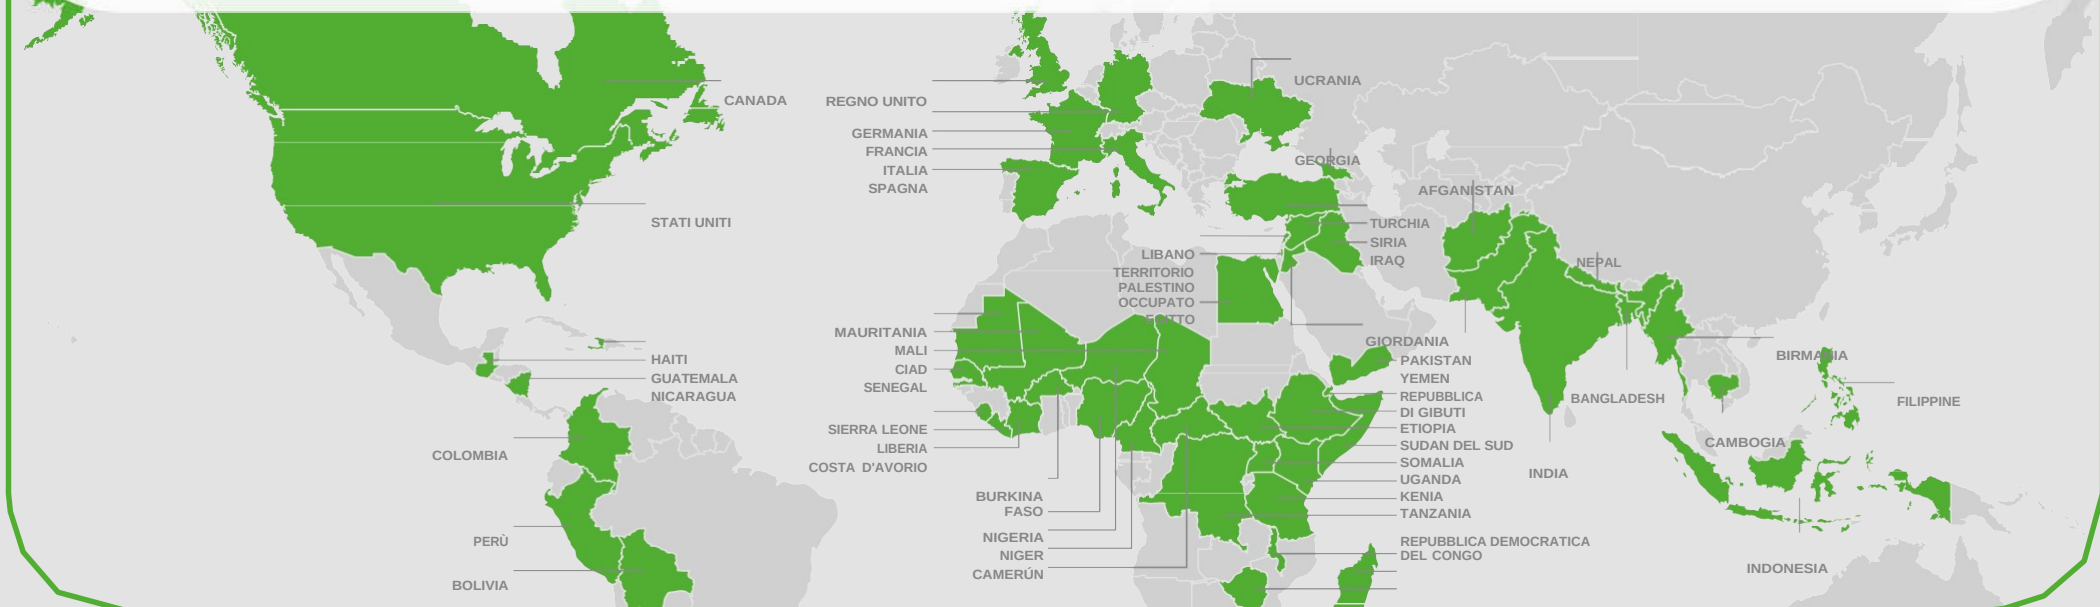 CANADA
STATI UNITI
HAITI
GUATEMALA
NICARAGUA
COLOMBIA
PERÙ
BOLIVIA
REGNO UNITO
GERMANIA
FRANCIA
ITALIA
SPAGNA
UCRANIA
GEORGIA
AFGANISTAN
TURCHIA
SIRIA
IRAQ
LIBANO
TERRITORIO
PALESTINO
OCCUPATO
EGITTO
NEPAL
MAURITANIA
MALI
CIAD
SENEGAL
SIERRA LEONE
LIBERIA
COSTA D'AVORIO
BURKINA
FASO
NIGERIA
NIGER
CAMERÚN
GIORDANIA
PAKISTAN
YEMEN
REPUBBLICA
DI GIBUTI
ETIOPIA
SUDAN DEL SUD
SOMALIA
UGANDA
KENIA
TANZANIA
REPUBBLICA DEMOCRATICA
DEL CONGO
BIRMANIA
BANGLADESH
FILIPPINE
CAMBOGIA
INDIA
INDONESIA